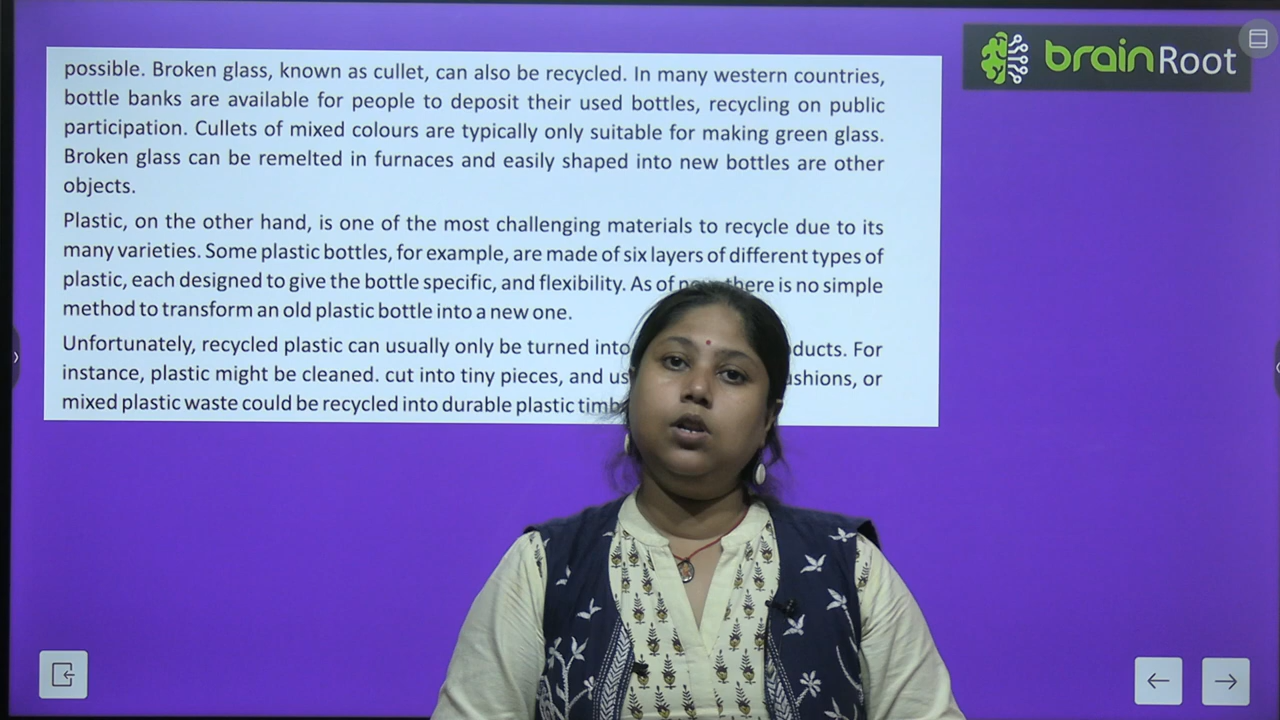 possible. Broken glass, known as cullet, can also be recycled. In many western countries,
bottle banks are available for people to deposit their used bottles, recycling on public
participation. Cullets of mixed colours are typically only suitable for making green glass.
Broken glass can be remelted in furnaces and easily shaped into new bottles are other
objects.
Plastic, on the other hand, is one of the most challenging materials to recycle due to its
many varieties. Some plastic bottles, for example, are made of six layers of different types of
plastic, each designed to give the bottle specific, and flexibility. As of there is no simple
method to transform an old plastic bottle into a new one.
Unfortunately, recycled plastic can usually only be turned into
instance, plastic might be cleaned. cut into tiny pieces, and For
or
mixed plastic waste could be recycled into durable plastic
brainRoot